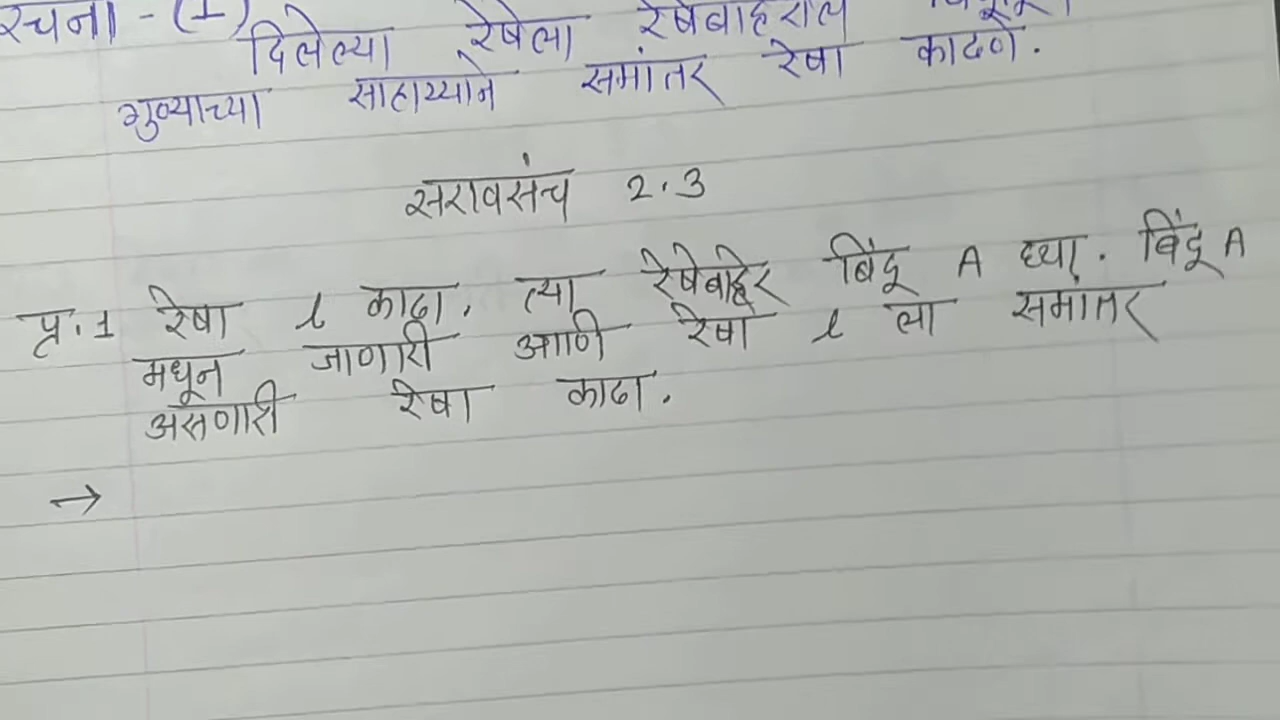 रचना - (1)
दिलेल्या रेषेला रेषेबाहेरील
गुण्याच्या साहाय्याने समांतर रेषा काढणे.
सरावसंच 2.3
प्र.1 रेषा l काढा. त्या रेषेबाहेर बिंदू A घ्या. बिंदू A
मधून जाणारी आणि रेषा l ला समांतर
असणारी रेषा काढा.
→